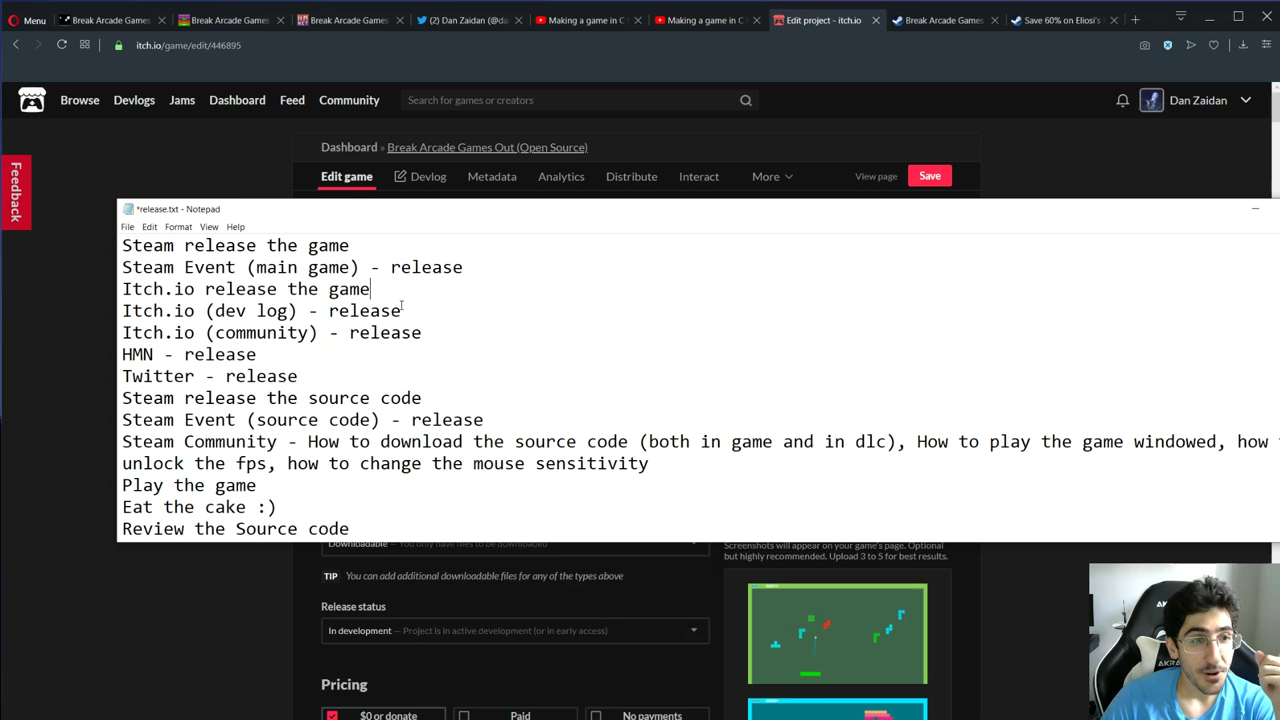 Menu
Break Arcade Games
Break Arcade Games
Break Arcade Games
(2) Dan Zaidan (@da
Making a game in C
Making a game in C
Edit project - itch.io
Break Arcade Games
Save 60% on Eliosi's
itch.io/game/edit/446895
Browse Devlogs Jams Dashboard Feed Community
Search for games or creators
Dan Zaidan
Feedback
Dashboard » Break Arcade Games Out (Open Source)
Edit game Devlog Metadata Analytics Distribute Interact More
View page Save
*release.txt - Notepad
File Edit Format View Help
Steam release the game
Steam Event (main game) - release
Itch.io release the game
Itch.io (dev log) - release
Itch.io (community) - release
HMN - release
Twitter - release
Steam release the source code
Steam Event (source code) - release
Steam Community - How to download the source code (both in game and in dlc), How to play the game windowed, how
unlock the fps, how to change the mouse sensitivity
Play the game
Eat the cake :)
Review the Source code
Downloadable — You only have files to be downloaded
TIP You can add additional downloadable files for any of the types above
Release status
In development — Project is in active development (or in early access)
Pricing
$0 or donate Paid No payments
Screenshots will appear on your game's page. Optional
but highly recommended. Upload 3 to 5 for best results.
AKRA